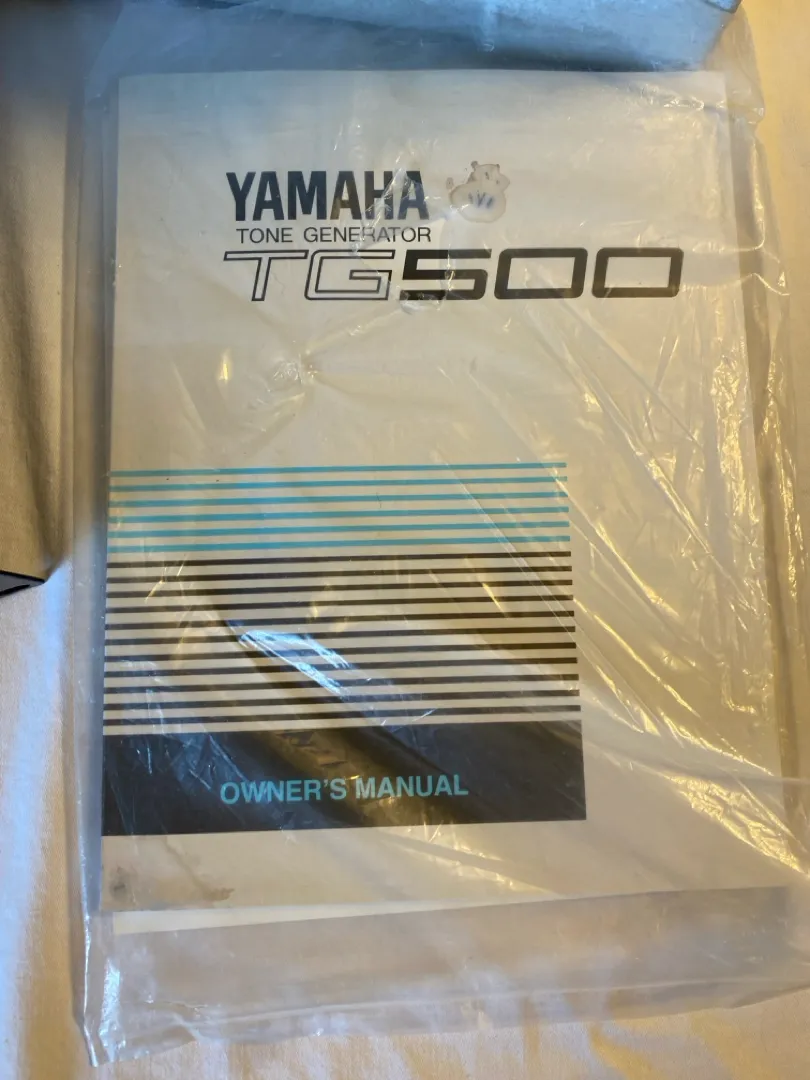 YAMAHA
TONE GENERATOR
TG500
OWNER'S MANUAL